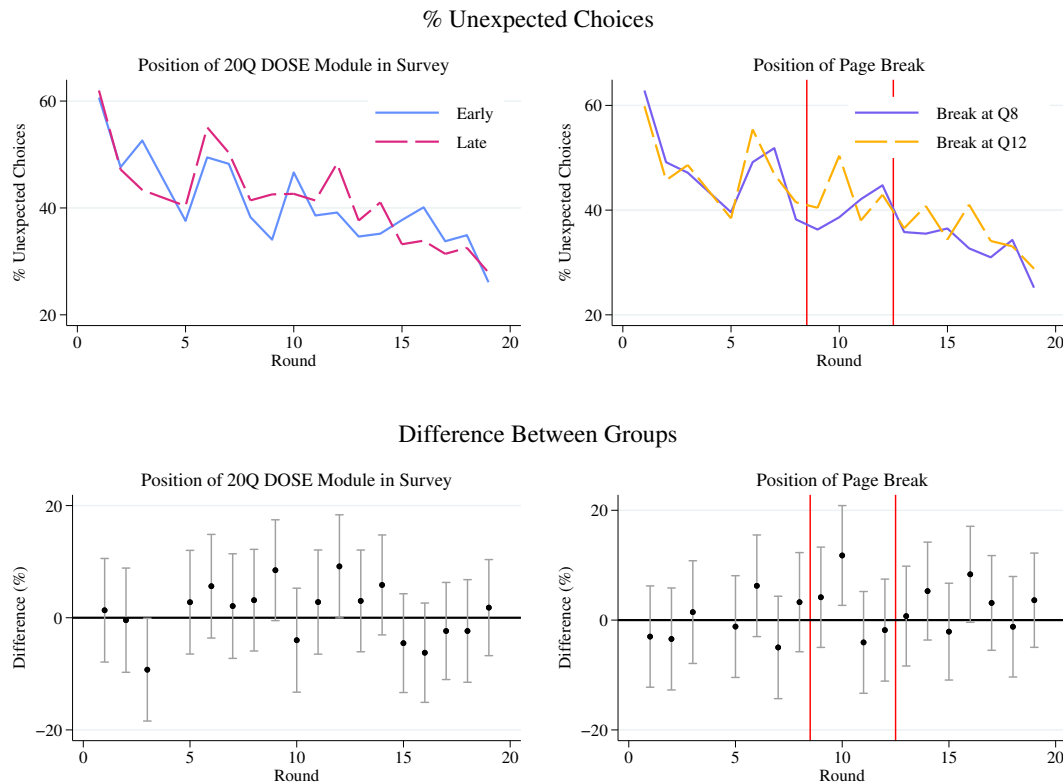 % Unexpected Choices
Position of 20Q DOSE Module in Survey
% Unexpected Choices
60
40
20
0 5 10 15 20
Round
Early
Late
Position of Page Break
% Unexpected Choices
60
40
20
0 5 10 15 20
Round
Break at Q8
Break at Q12
Difference Between Groups
Position of 20Q DOSE Module in Survey
Difference (%)
20
0
−20
0 5 10 15 20
Round
Position of Page Break
Difference (%)
20
0
−20
0 5 10 15 20
Round